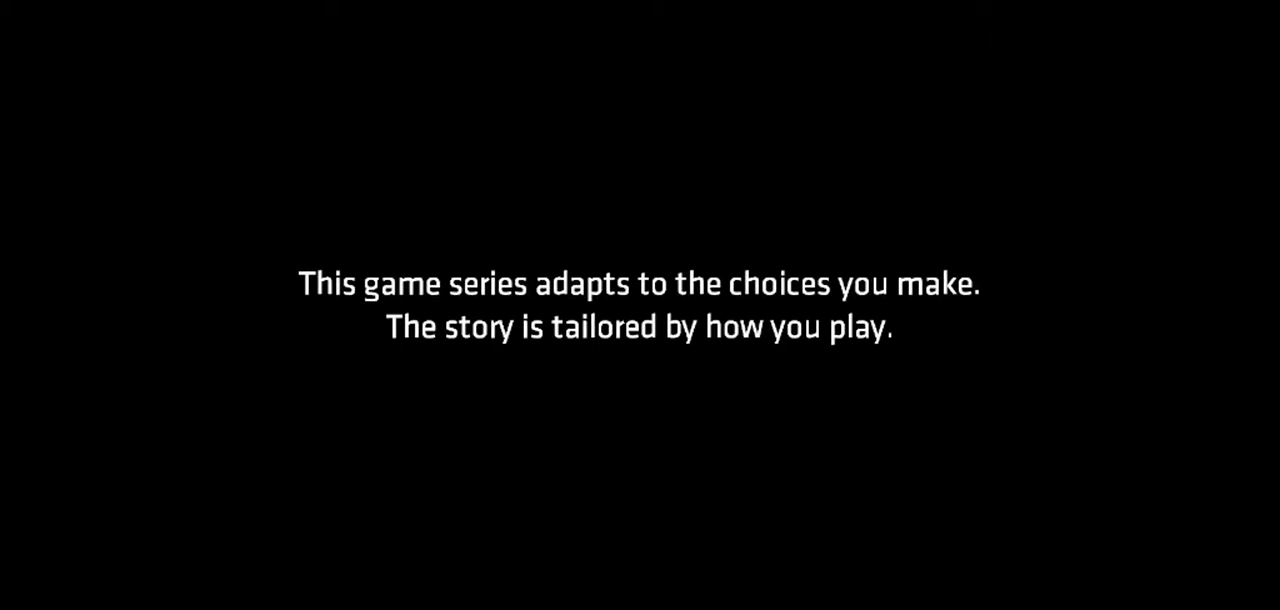 This game series adapts to the choices you make.
The story is tailored by how you play.